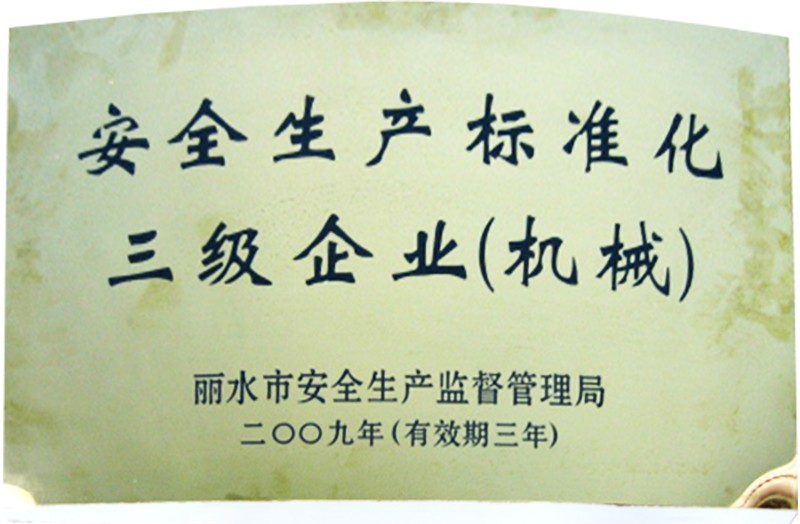 安全生产标准化
三级企业(机械)
丽水市安全生产监督管理局
二〇〇九年(有效期三年)